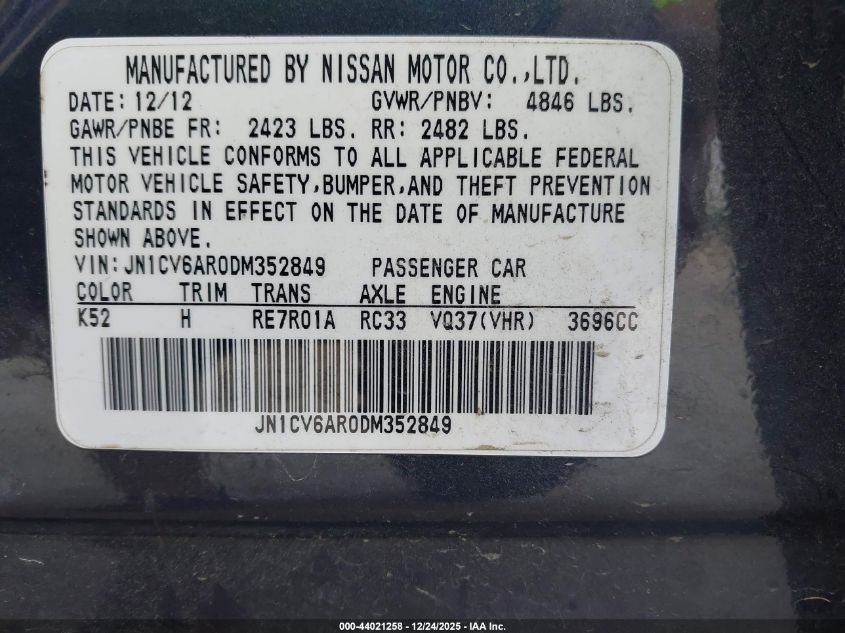 MANUFACTURED BY NISSAN MOTOR CO.,LTD.
DATE: 12/12 GVWR/PNBV: 4846 LBS.
GAWR/PNBE FR: 2423 LBS. RR: 2482 LBS.
THIS VEHICLE CONFORMS TO ALL APPLICABLE FEDERAL
MOTOR VEHICLE SAFETY,BUMPER,AND THEFT PREVENTION
STANDARDS IN EFFECT ON THE DATE OF MANUFACTURE
SHOWN ABOVE.
VIN:JN1CV6AR0DM352849 PASSENGER CAR
COLOR TRIM TRANS AXLE ENGINE
K52 H RE7R01A RC33 VQ37(VHR) 3696CC
JN1CV6AR0DM352849
000-44021258 - 12/24/2025 - IAA Inc.